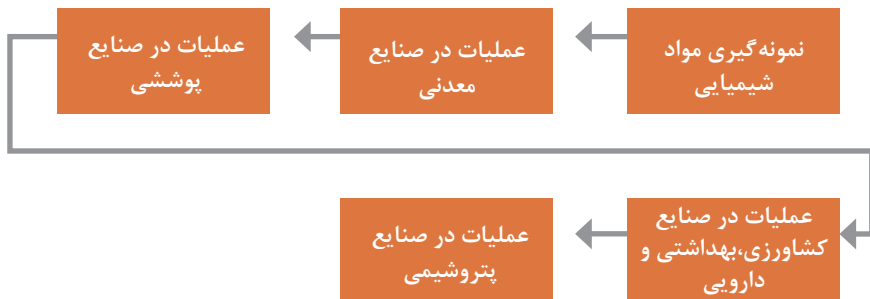 نمونه‌گیری مواد
شیمیایی
عملیات در صنایع
معدنی
عملیات در صنایع
پوششی
عملیات در صنایع
کشاورزی،بهداشتی و
دارویی
عملیات در صنایع
پتروشیمی